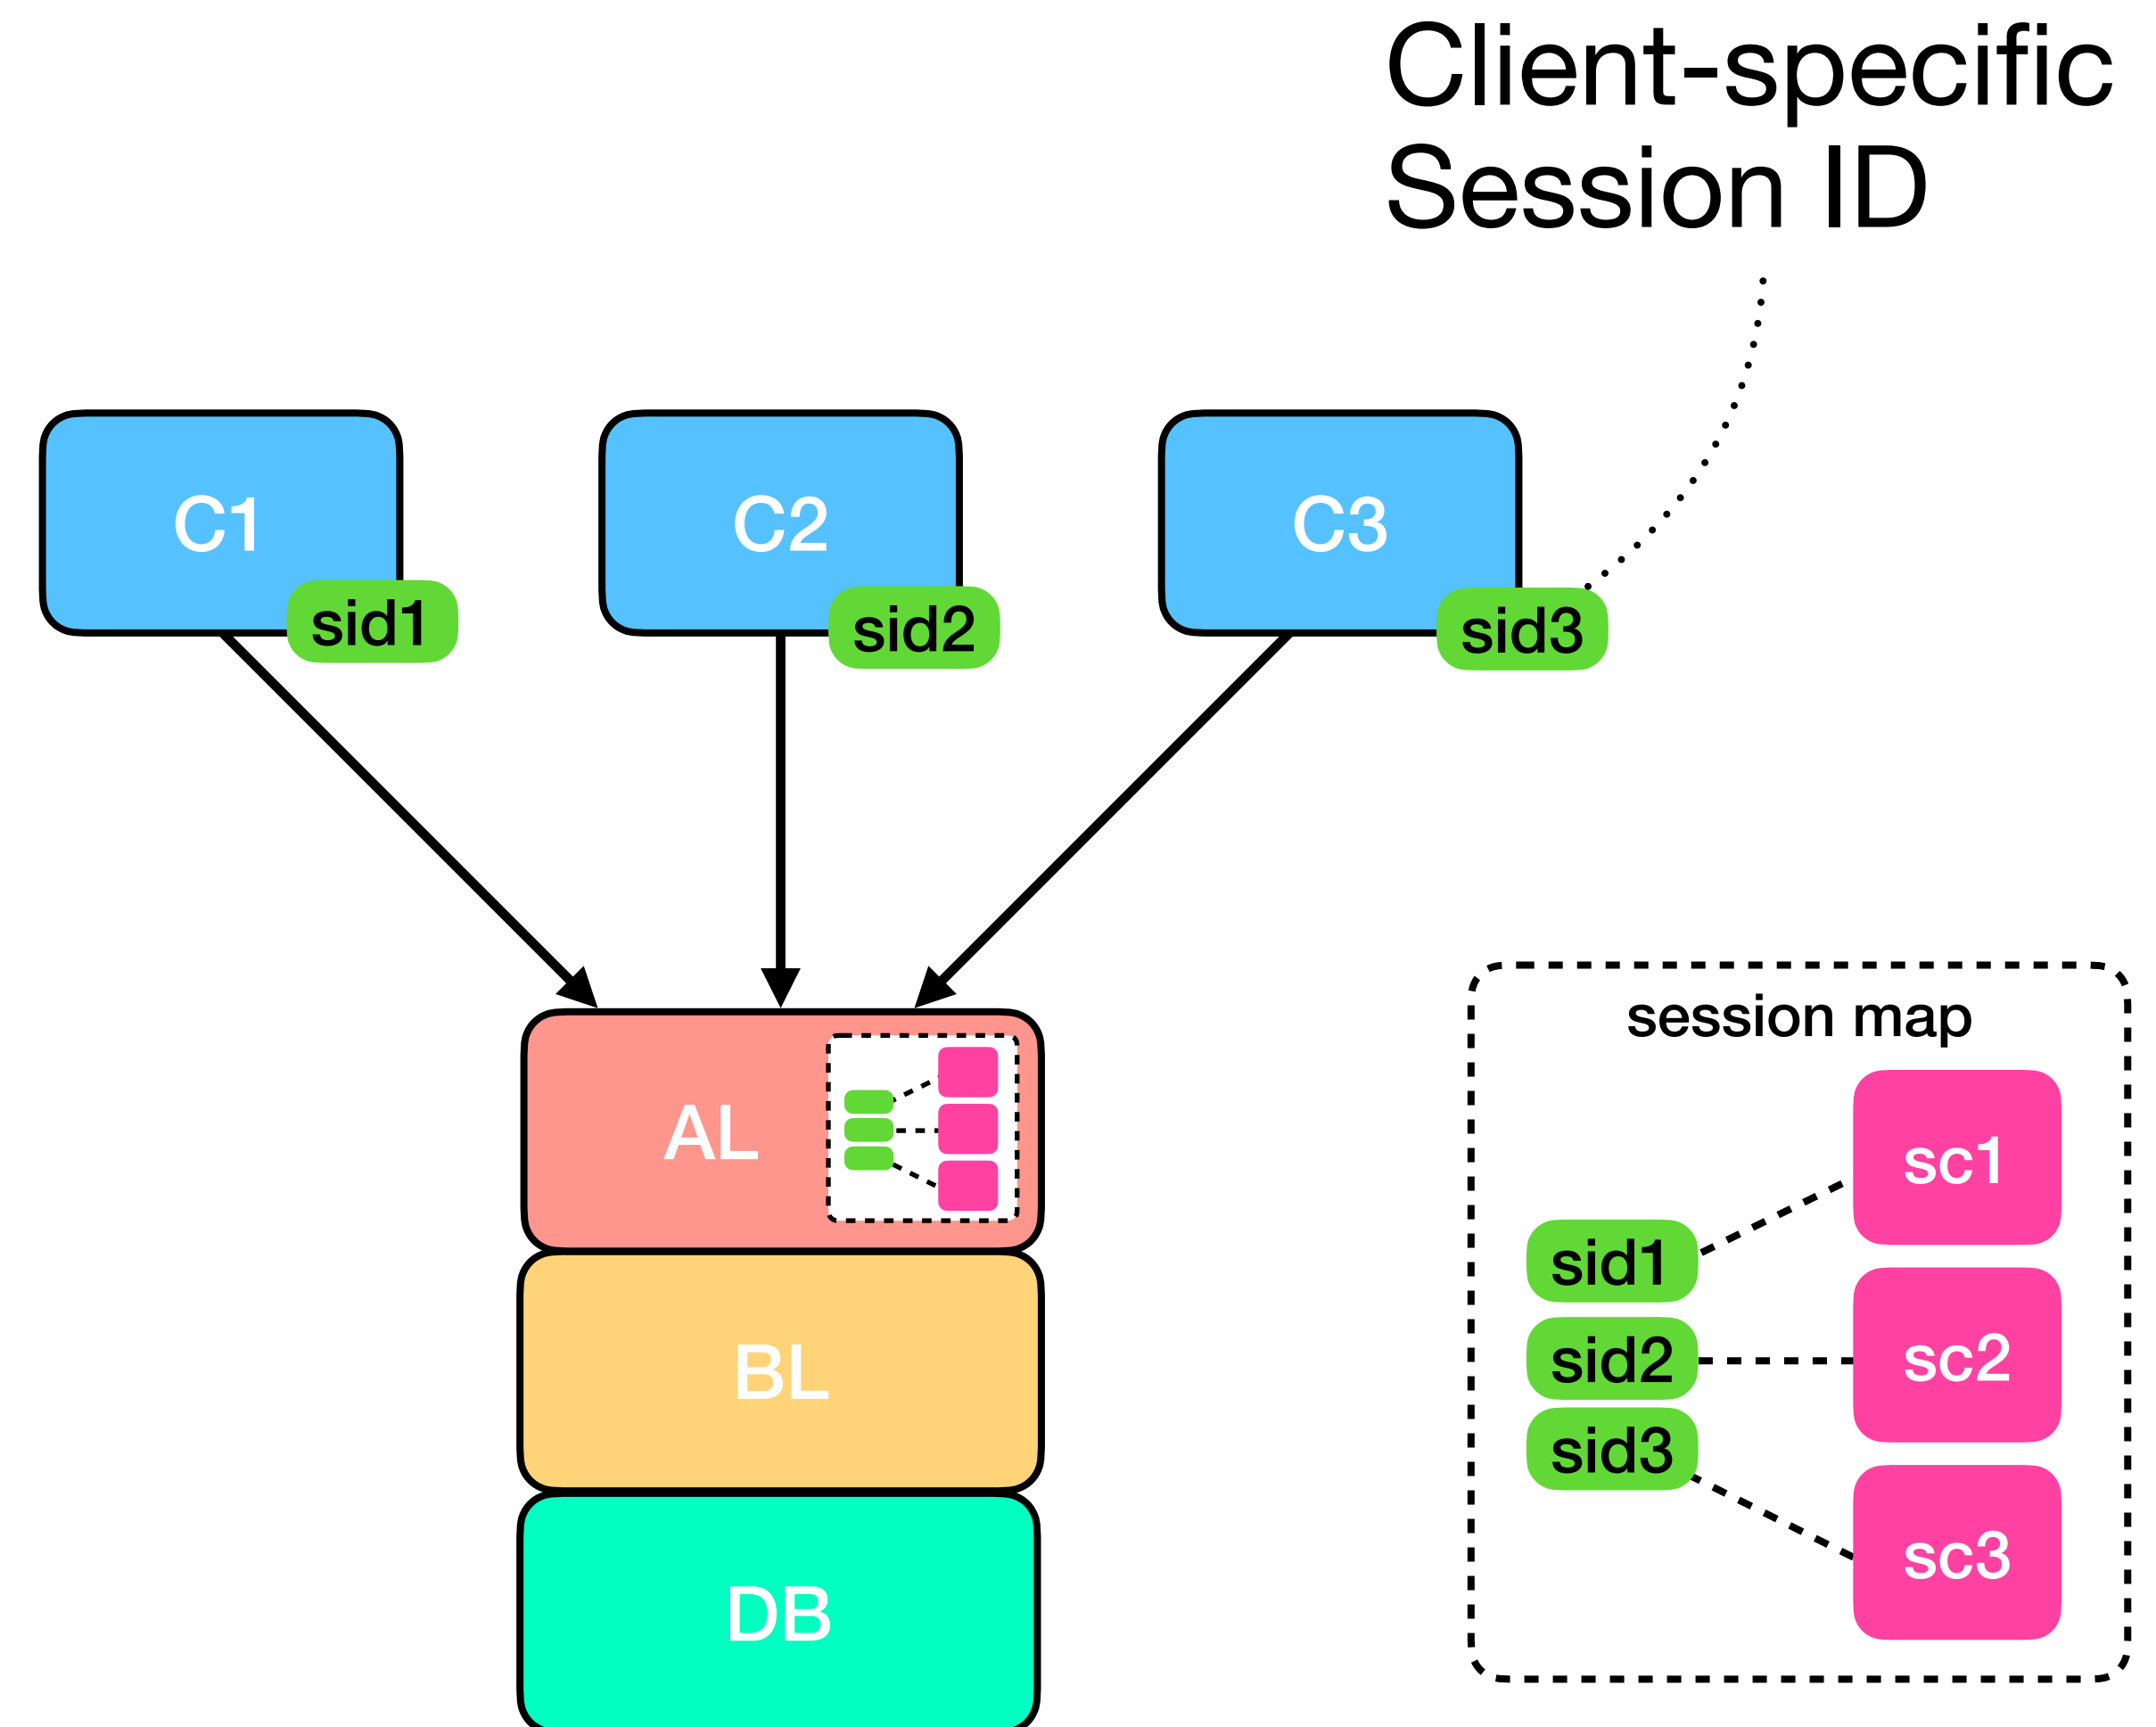 Client-specific
Session ID
C1
C2
C3
sid1
sid2
sid3
session map
AL
sc1
sid1
BL
sid2
sc2
sid3
sc3
DB